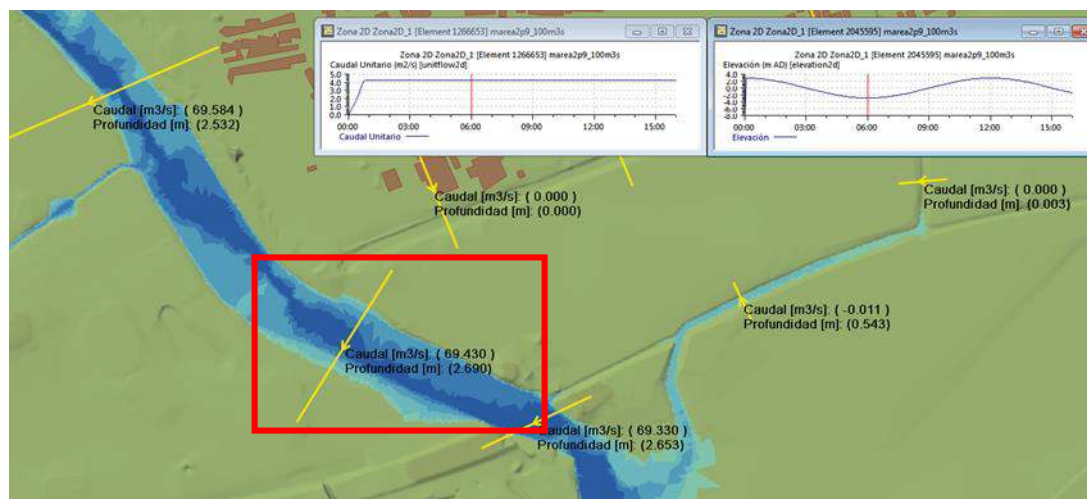 Zona 2D Zona2D_1 [Element 1266653] marea2p9_100m3s
Zona 2D Zona2D_1 [Element 1266653] marea2p9_100m3s
Caudal Unitario (m2/s) [unitflow2d]
5.0
4.0
3.0
2.0
1.0
0.0
00:00 03:00 06:00 09:00 12:00 15:00
Caudal Unitario
Zona 2D Zona2D_1 [Element 2045595] marea2p9_100m3s
Zona 2D Zona2D_1 [Element 2045595] marea2p9_100m3s
Elevación (m AD) [elevation2d]
4.0
2.0
0.0
-2.0
-4.0
-8.0
00:00 03:00 06:00 09:00 12:00 15:00
Elevación
Caudal [m3/s]: ( 69.584 )
Profundidad [m]: (2.532)
Caudal [m3/s]: ( 0.000 )
Profundidad [m]: (0.000)
Caudal [m3/s]: ( 0.000 )
Profundidad [m]: (0.003)
Caudal [m3/s]: ( -0.011 )
Profundidad [m]: (0.543)
Caudal [m3/s]: ( 69.430 )
Profundidad [m]: (2.690)
Caudal [m3/s]: ( 69.330 )
Profundidad [m]: (2.653)